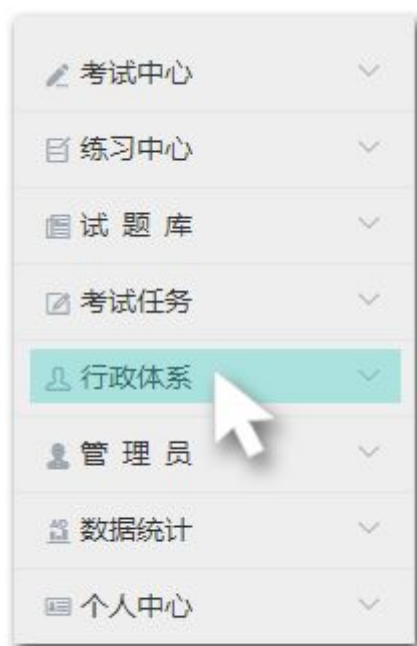 考试中心
练习中心
试 题 库
考试任务
行政体系
管 理 员
数据统计
个人中心